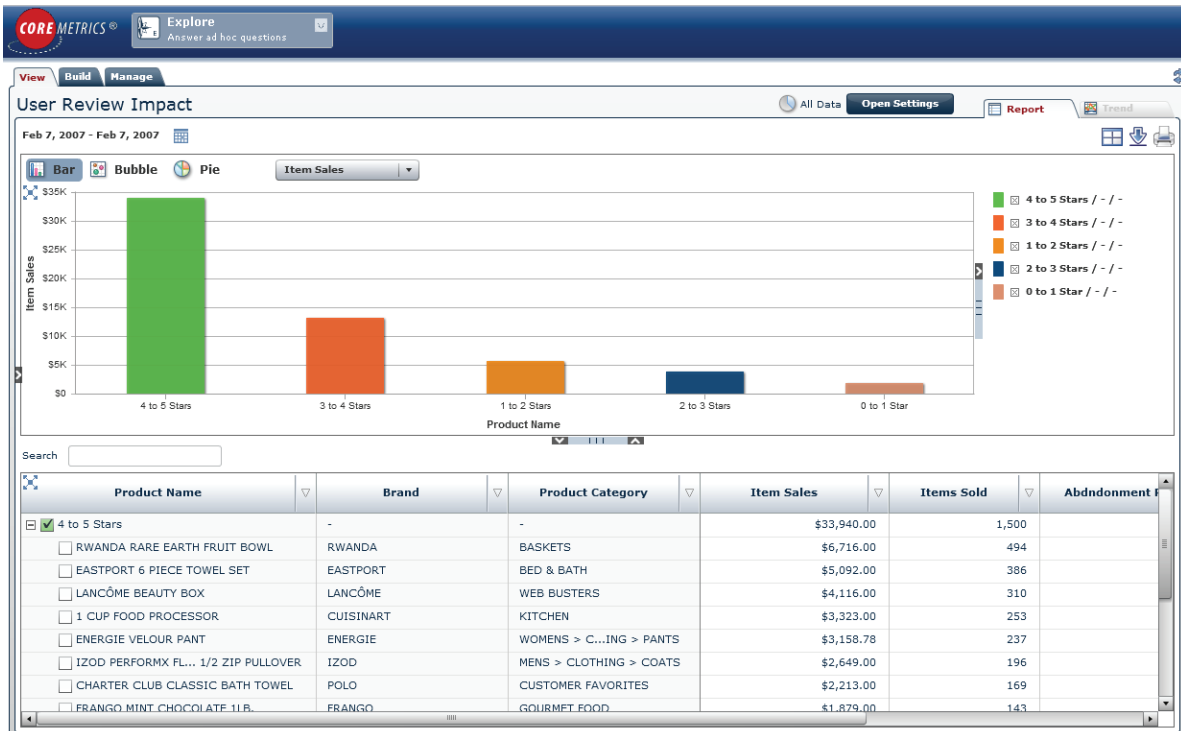 CORE METRICS®
Explore
Answer ad hoc questions
View Build Manage
User Review Impact
All Data Open Settings Report Trend
Feb 7, 2007 - Feb 7, 2007
Bar Bubble Pie Item Sales
$35K
$30K
$25K
$20K
$15K
$10K
$5K
$0
Item Sales
4 to 5 Stars 3 to 4 Stars 1 to 2 Stars 2 to 3 Stars 0 to 1 Star
Product Name
4 to 5 Stars / - / -
3 to 4 Stars / - / -
1 to 2 Stars / - / -
2 to 3 Stars / - / -
0 to 1 Star / - / -
Search
Product Name Brand Product Category Item Sales Items Sold Abdndonment
4 to 5 Stars - - $33,940.00 1,500
RWANDA RARE EARTH FRUIT BOWL RWANDA BASKETS $6,716.00 494
EASTPORT 6 PIECE TOWEL SET EASTPORT BED & BATH $5,092.00 386
LANCÔME BEAUTY BOX LANCÔME WEB BUSTERS $4,116.00 310
1 CUP FOOD PROCESSOR CUISINART KITCHEN $3,323.00 253
ENERGIE VELOUR PANT ENERGIE WOMENS > C...ING > PANTS $3,158.78 237
IZOD PERFORMX FL... 1/2 ZIP PULLOVER IZOD MENS > CLOTHING > COATS $2,649.00 196
CHARTER CLUB CLASSIC BATH TOWEL POLO CUSTOMER FAVORITES $2,213.00 169
FRANGO MINT CHOCOLATE 1LB. FRANGO GOURMET FOOD $1,879.00 143